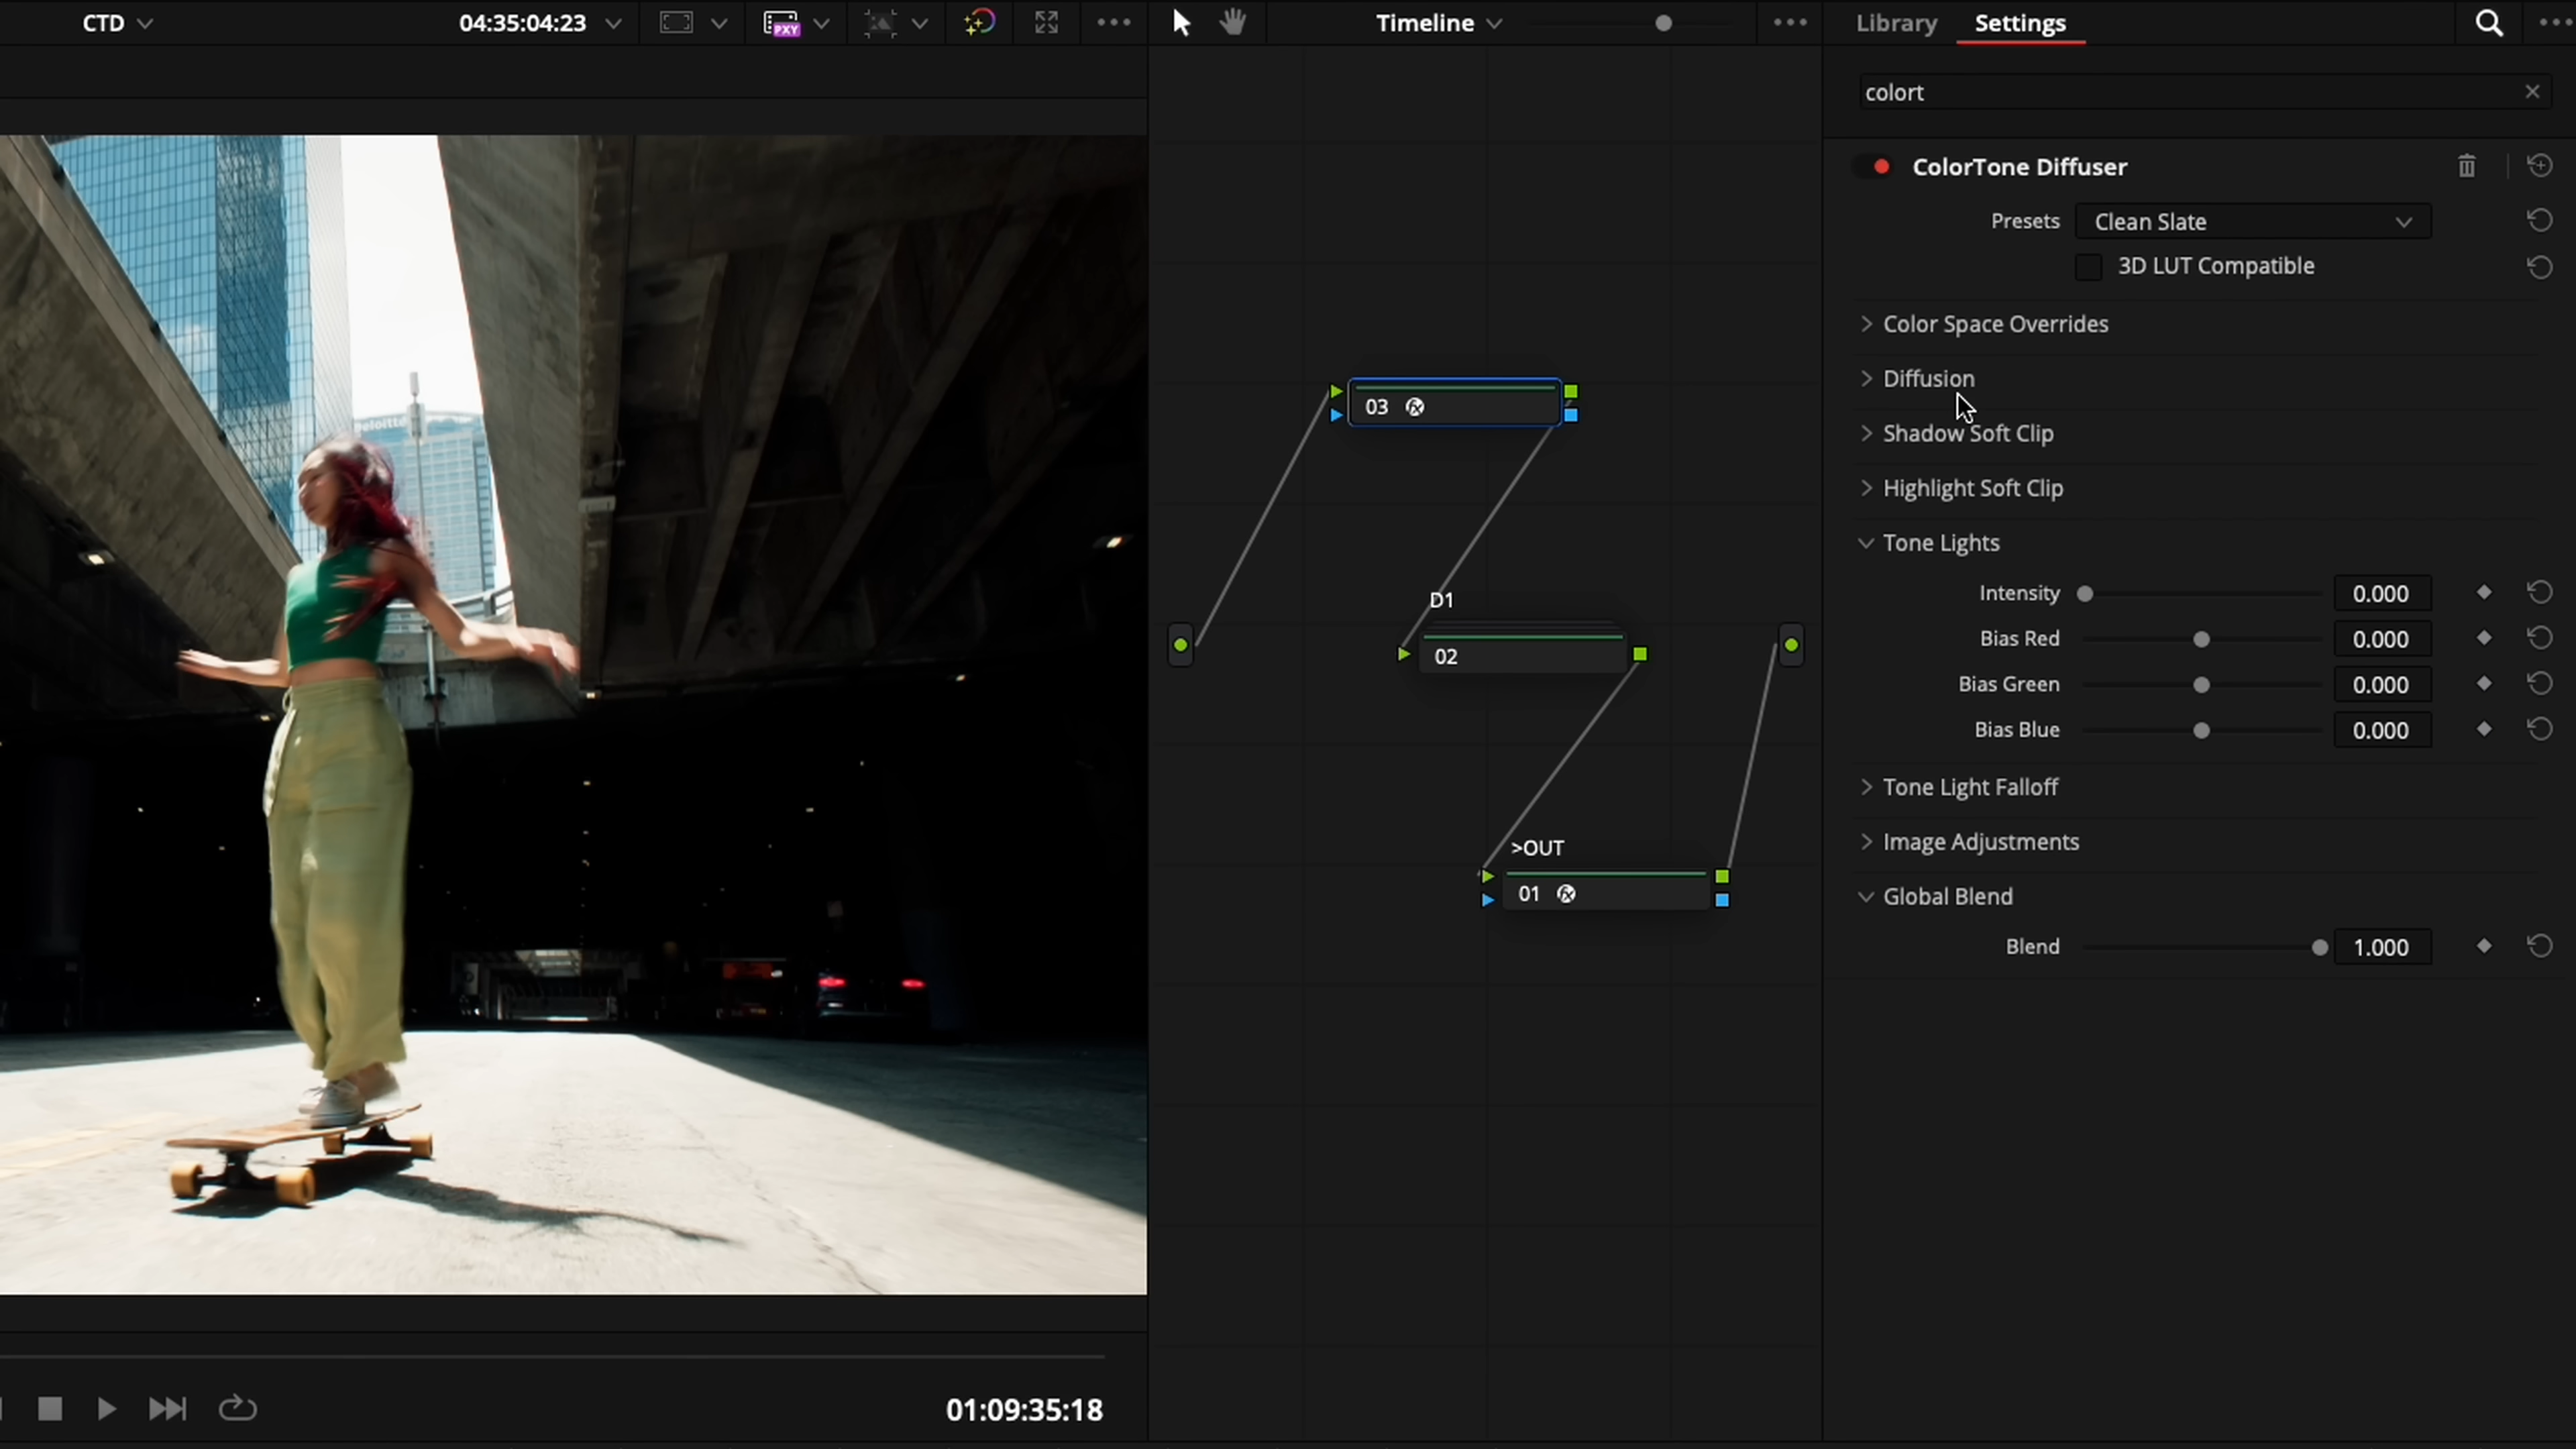 CTD
04:35:04:23
PXY
Timeline
Library
Settings
colort
ColorTone Diffuser
Presets
Clean Slate
3D LUT Compatible
Color Space Overrides
Diffusion
Shadow Soft Clip
Highlight Soft Clip
Tone Lights
Intensity 0.000
Bias Red 0.000
Bias Green 0.000
Bias Blue 0.000
Tone Light Falloff
Image Adjustments
Global Blend
Blend 1.000
03
D1
02
>OUT
01
Deloitte
01:09:35:18